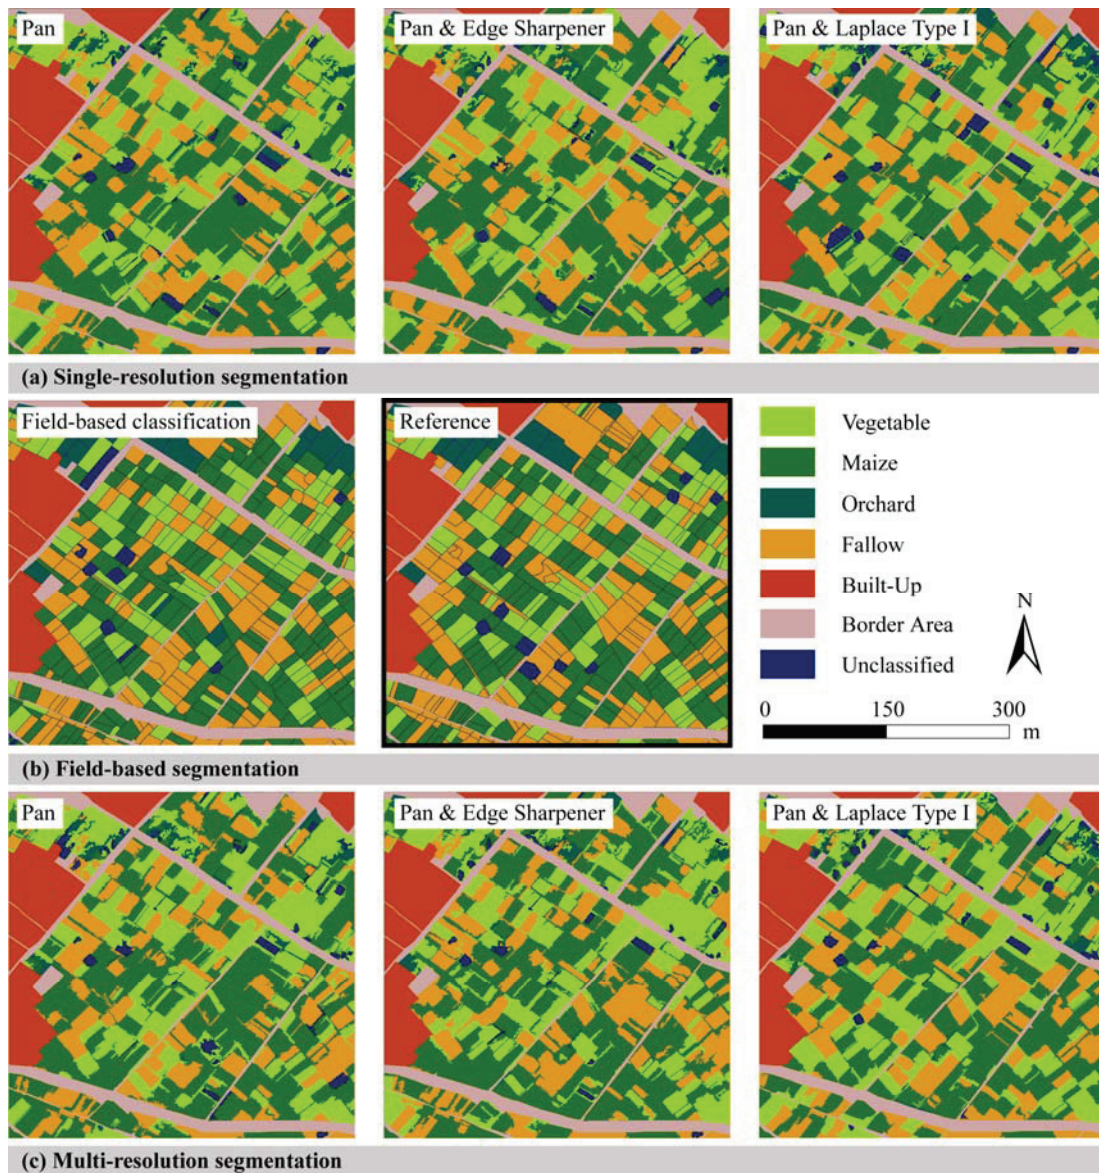 Pan
Pan & Edge Sharpener
Pan & Laplace Type I
(a) Single-resolution segmentation
Field-based classification
Reference
Vegetable
Maize
Orchard
Fallow
Built-Up
Border Area
Unclassified
N
0 150 300
m
(b) Field-based segmentation
Pan
Pan & Edge Sharpener
Pan & Laplace Type I
(c) Multi-resolution segmentation